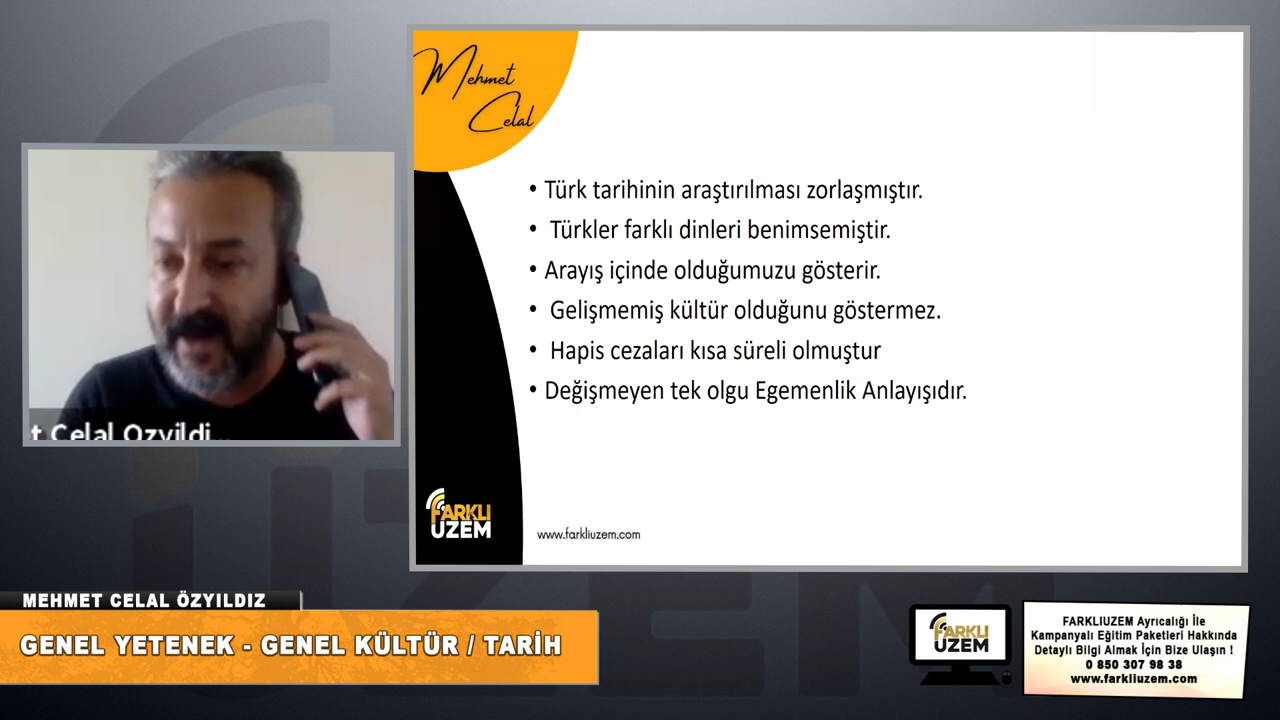 Mehmet
Celal
• Türk tarihinin araştırılması zorlaşmıştır.
• Türkler farklı dinleri benimsemiştir.
• Arayış içinde olduğumuzu gösterir.
• Gelişmemiş kültür olduğunu göstermez.
• Hapis cezaları kısa süreli olmuştur
• Değişmeyen tek olgu Egemenlik Anlayışıdır.
t Celal Ozyildi...
FARKLI
UZEM
www.farkliuzem.com
MEHMET CELAL ÖZYILDIZ
GENEL YETENEK - GENEL KÜLTÜR / TARİH
FARKLI
UZEM
FARKLIUZEM Ayrıcalığı İle
Kampanyalı Eğitim Paketleri Hakkında
Detaylı Bilgi Almak İçin Bize Ulaşın !
0 850 307 98 38
www.farkliuzem.com
ÜZEM